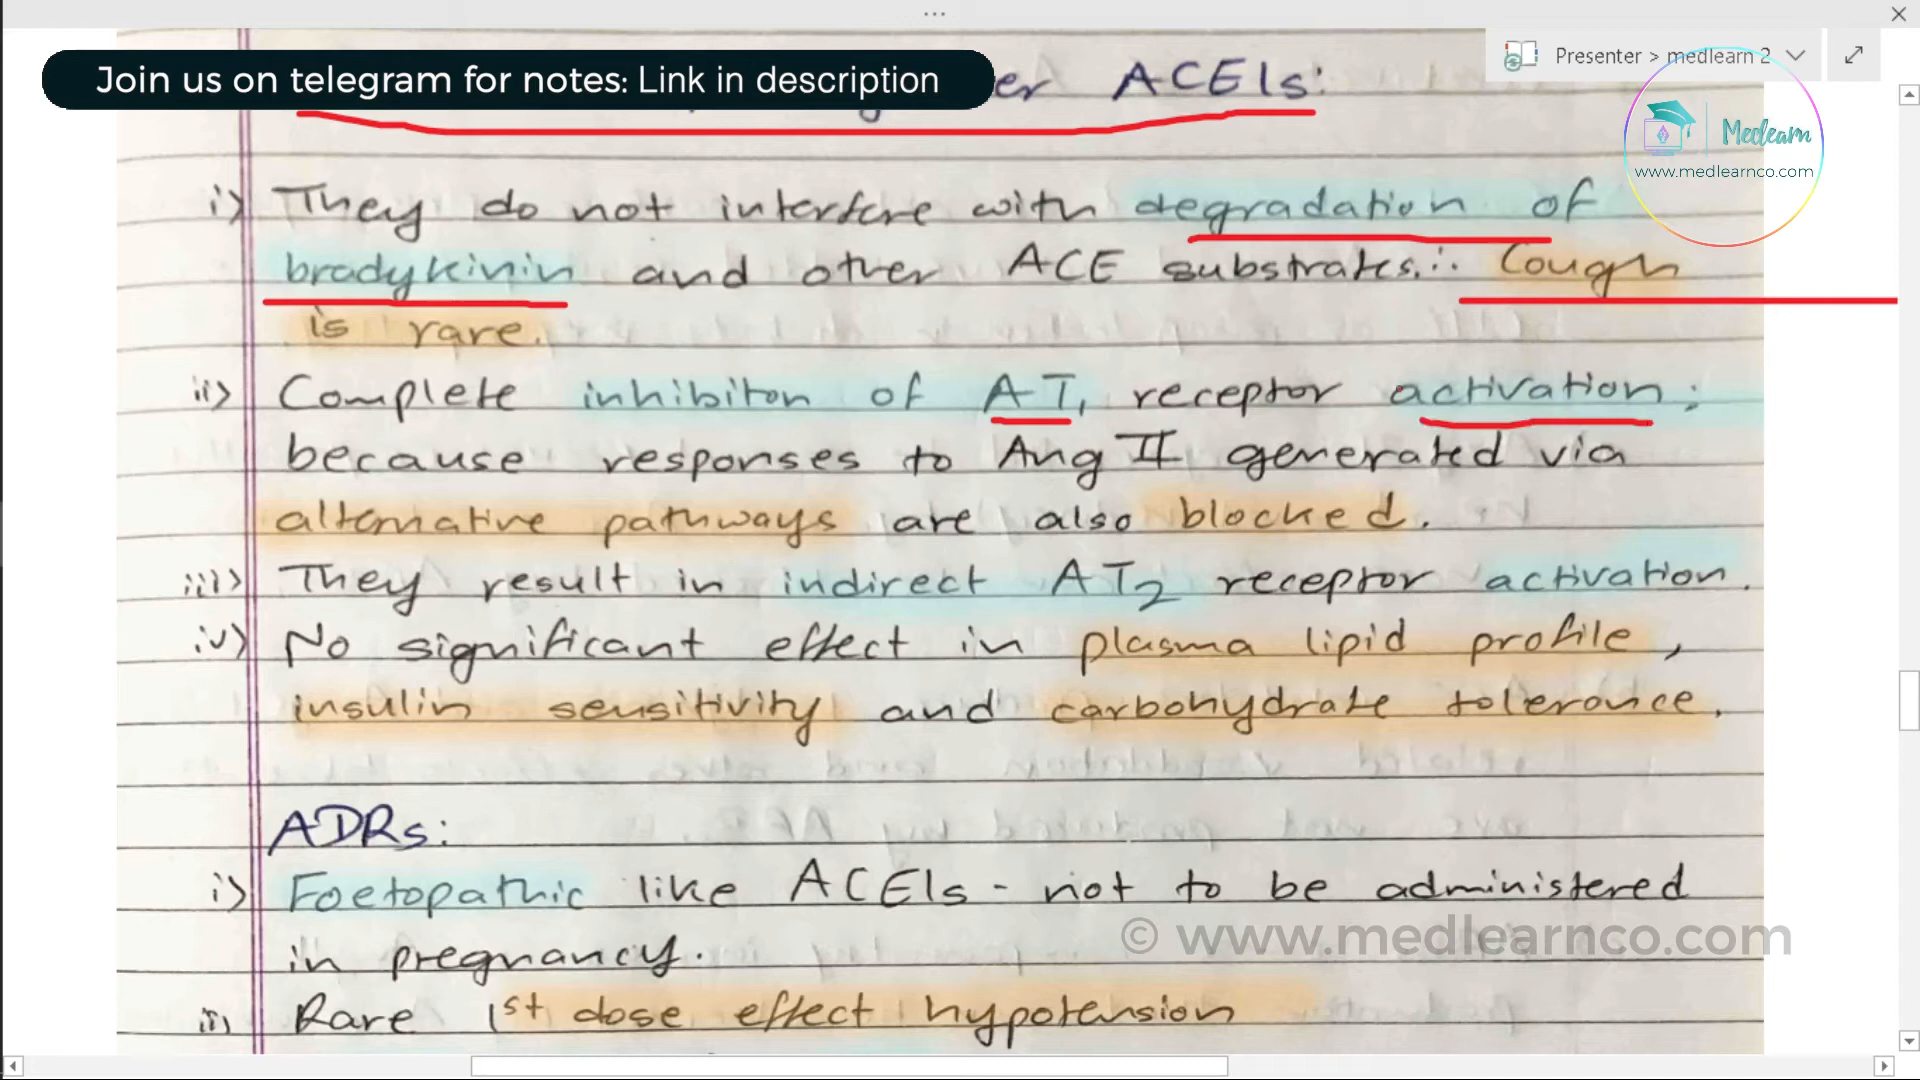 Join us on telegram for notes: Link in description
er ACEIs:
Presenter > medlearn 2
Medlearn
www.medlearnco.com
i) They do not interfere with degradation of
bradykinin and other ACE substrates. ∴ Cough
is rare.
ii) Complete inhibiton of AT1 receptor activation;
because responses to Ang II generated via
alternative pathways are also blocked.
iii) They result in indirect AT2 receptor activation.
iv) No significant effect in plasma lipid profile,
insulin sensitivity and carbohydrate tolerance.
ADRs:
i) Foetopathic like ACEIs - not to be administered
in pregnancy.
© www.medlearnco.com
ii) Rare 1st dose effect hypotension